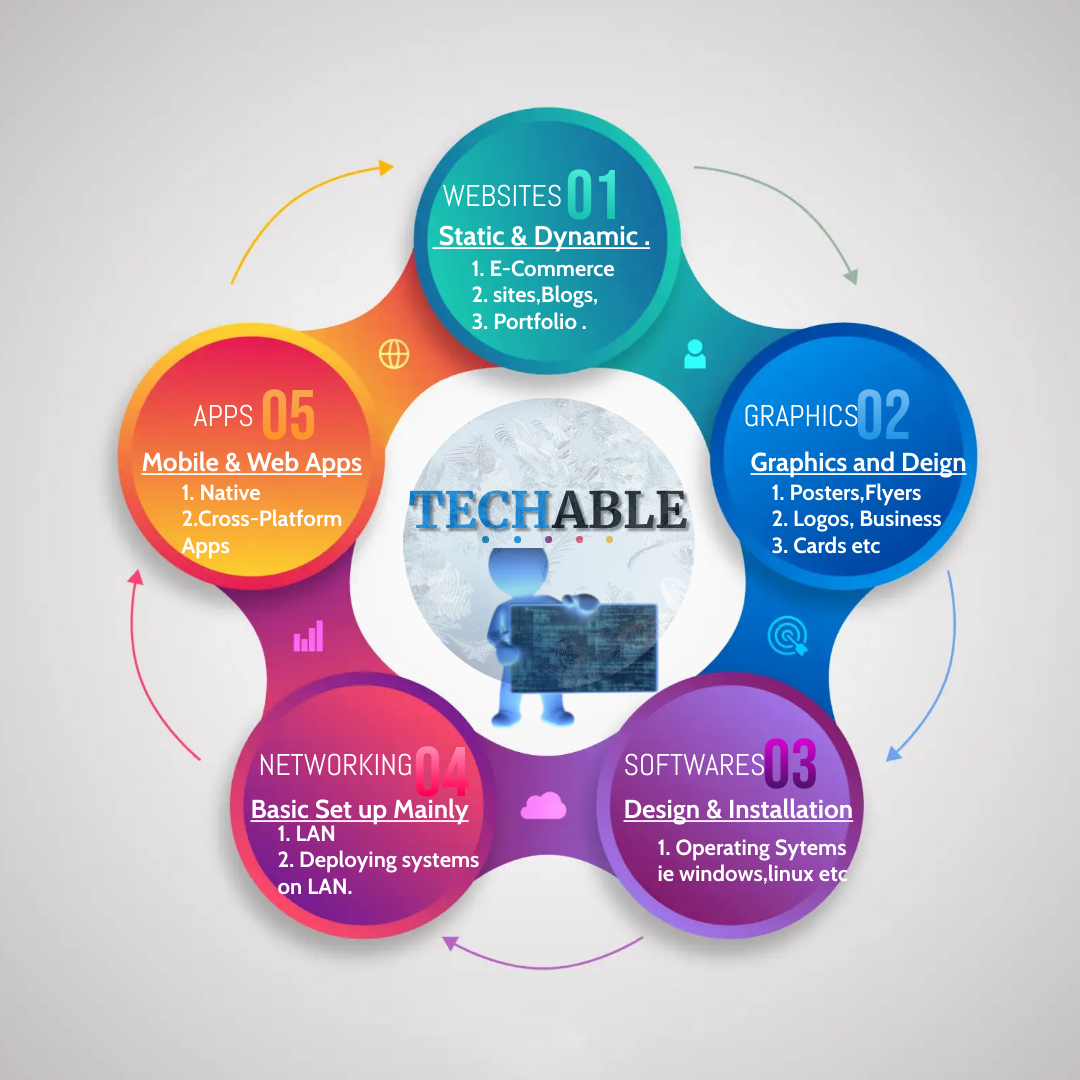 WEBSITES 01
Static & Dynamic .
1. E-Commerce
2. sites,Blogs,
3. Portfolio .
GRAPHICS 02
Graphics and Deign
1. Posters,Flyers
2. Logos, Business
3. Cards etc
SOFTWARES 03
Design & Installation
1. Operating Sytems
ie windows,linux etc
NETWORKING 04
Basic Set up Mainly
1. LAN
2. Deploying systems
on LAN.
APPS 05
Mobile & Web Apps
1. Native
2.Cross-Platform
Apps
TECHABLE